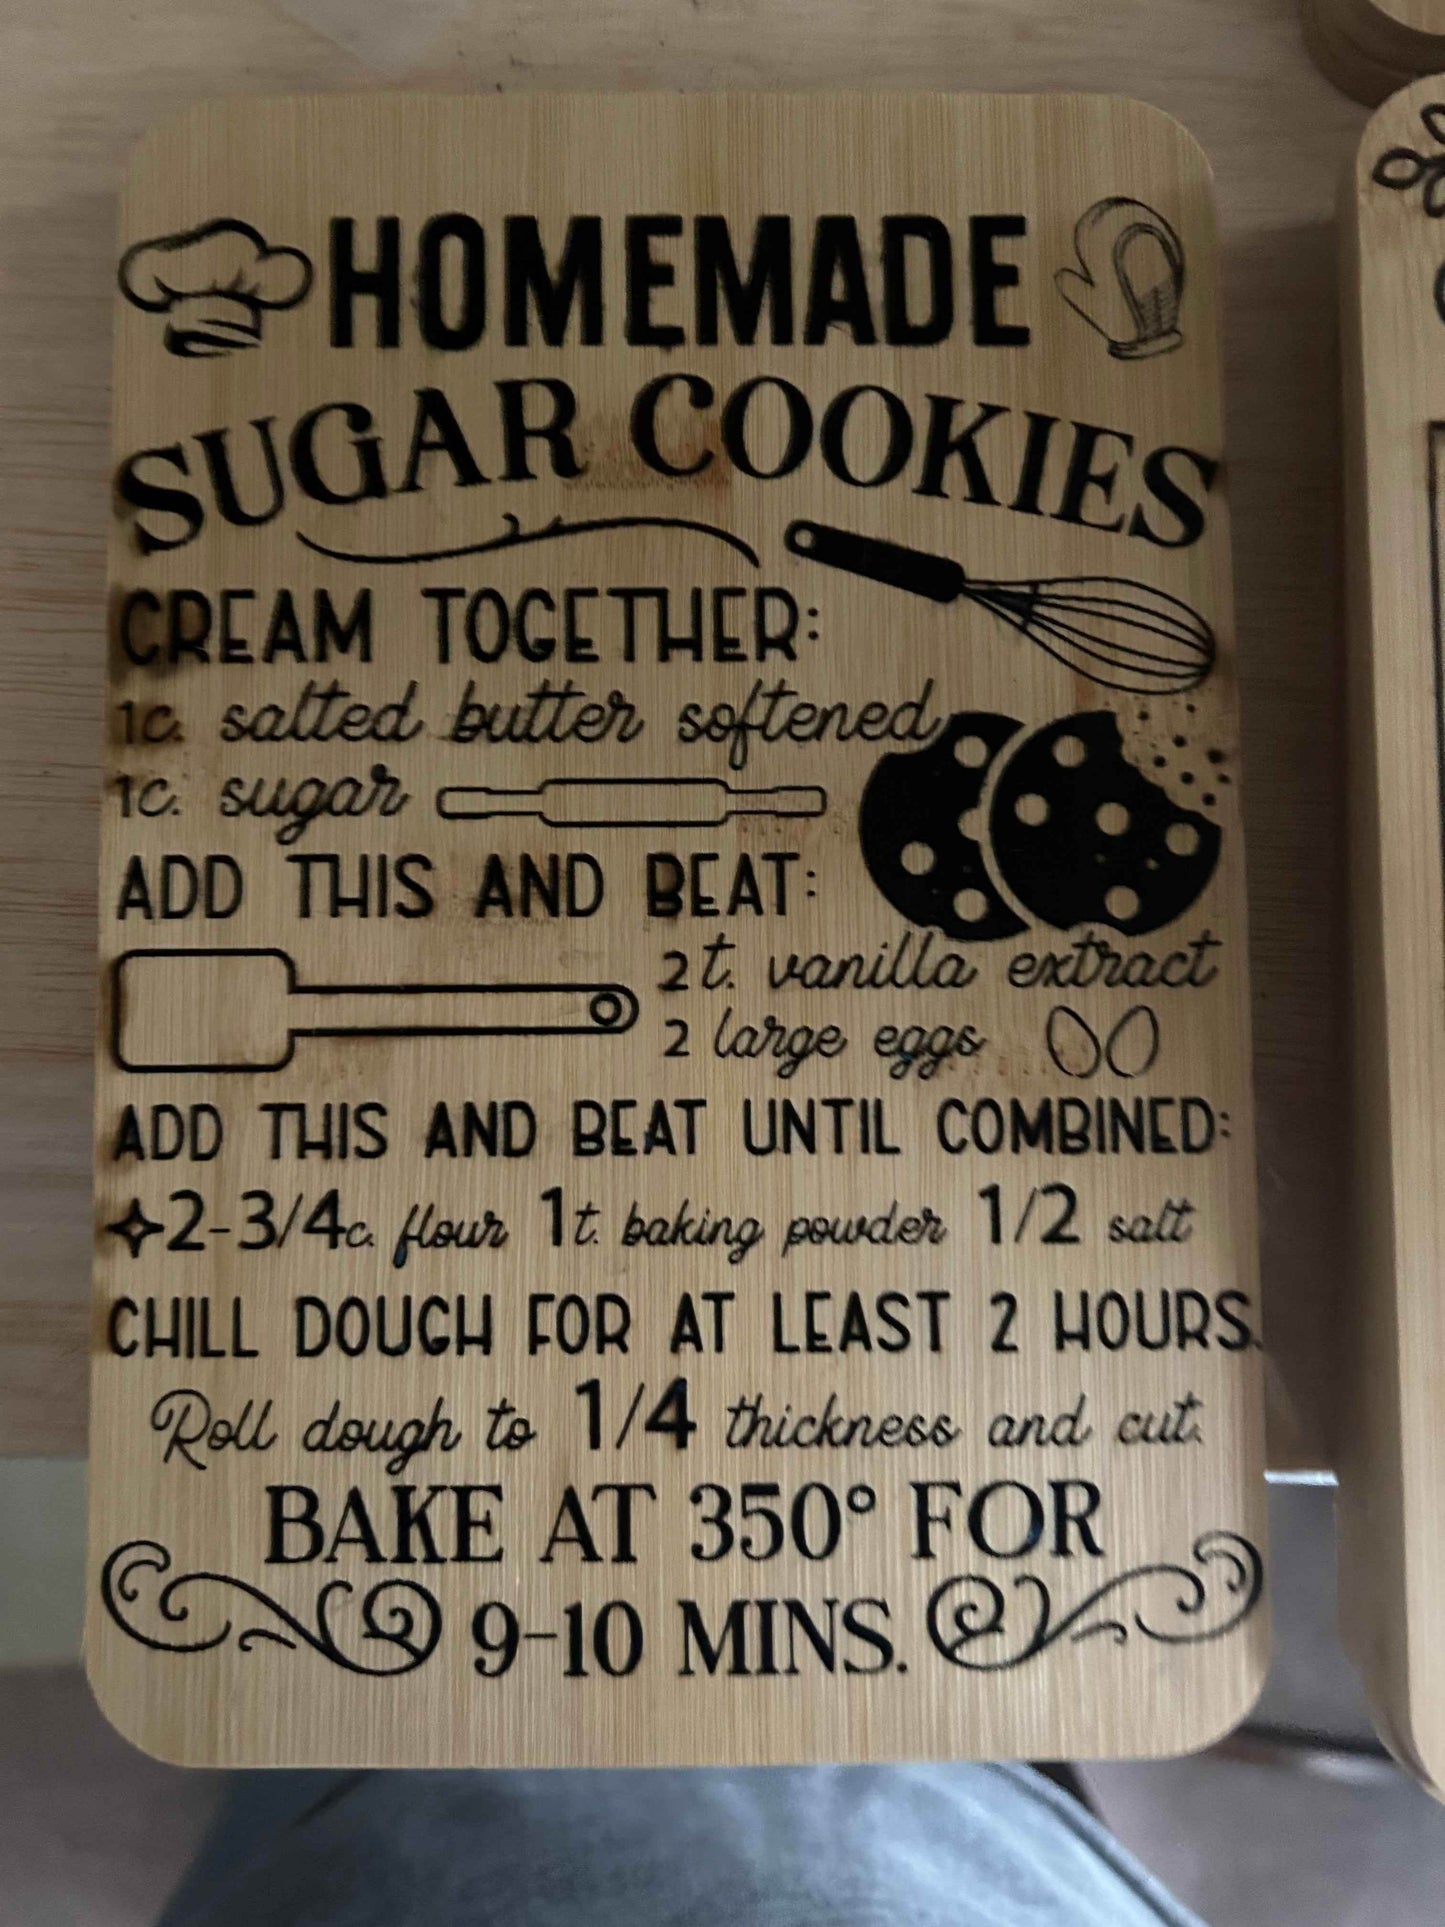 HOMEMADE
SUGAR COOKIES
CREAM TOGETHER:
1c. salted butter softened
1c. sugar
ADD THIS AND BEAT:
2t. vanilla extract
2 large eggs
ADD THIS AND BEAT UNTIL COMBINED:
2-3/4c. flour 1t. baking powder 1/2 salt
CHILL DOUGH FOR AT LEAST 2 HOURS.
Roll dough to 1/4 thickness and cut.
BAKE AT 350° FOR
9-10 MINS.